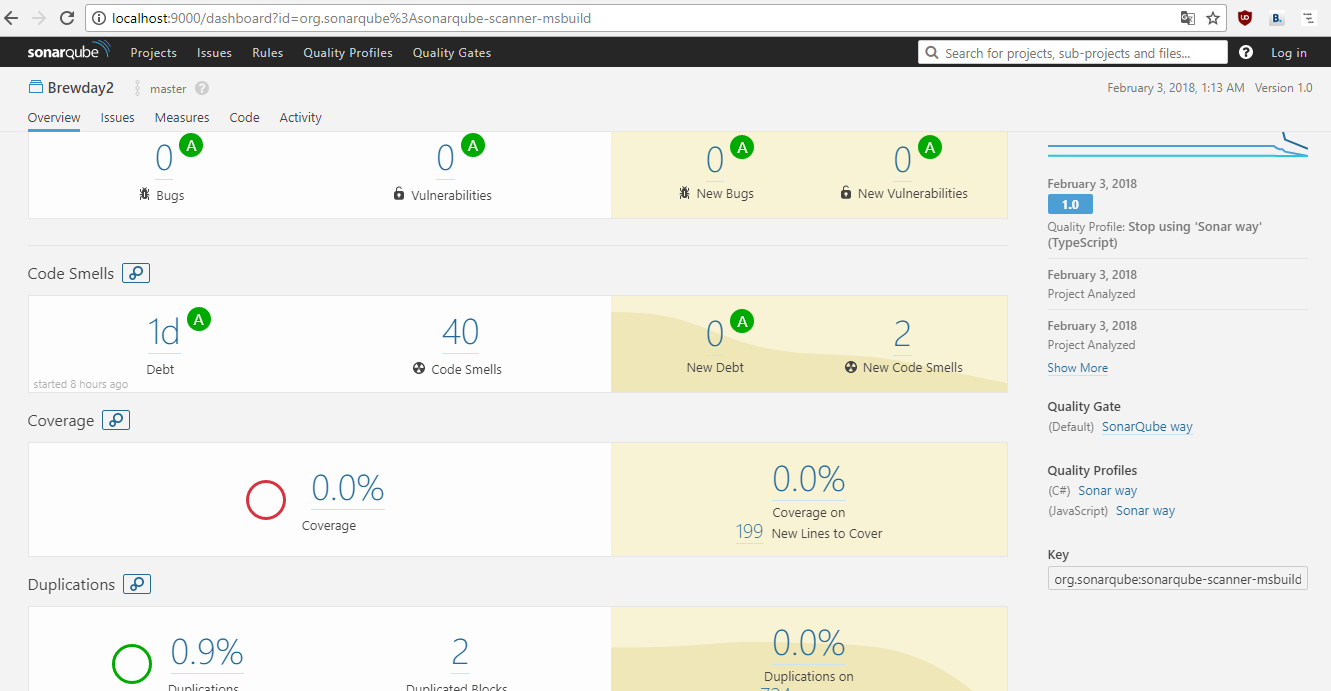 localhost:9000/dashboard?id=org.sonarqube%3Asonarqube-scanner-msbuild
sonarqube Projects Issues Rules Quality Profiles Quality Gates Search for projects, sub-projects and files... Log in
Brewday2 master February 3, 2018, 1:13 AM Version 1.0
Overview Issues Measures Code Activity
0 A
Bugs
0 A
Vulnerabilities
0 A
New Bugs
0 A
New Vulnerabilities
Code Smells
1d A
Debt
started 8 hours ago
40
Code Smells
0 A
New Debt
2
New Code Smells
Coverage
0.0%
Coverage
0.0%
Coverage on
199 New Lines to Cover
Duplications
0.9%
Duplications
2
Duplicated Blocks
0.0%
Duplications on
February 3, 2018
1.0
Quality Profile: Stop using 'Sonar way'
(TypeScript)
February 3, 2018
Project Analyzed
February 3, 2018
Project Analyzed
Show More
Quality Gate
(Default) SonarQube way
Quality Profiles
(C#) Sonar way
(JavaScript) Sonar way
Key
org.sonarqube:sonarqube-scanner-msbuild